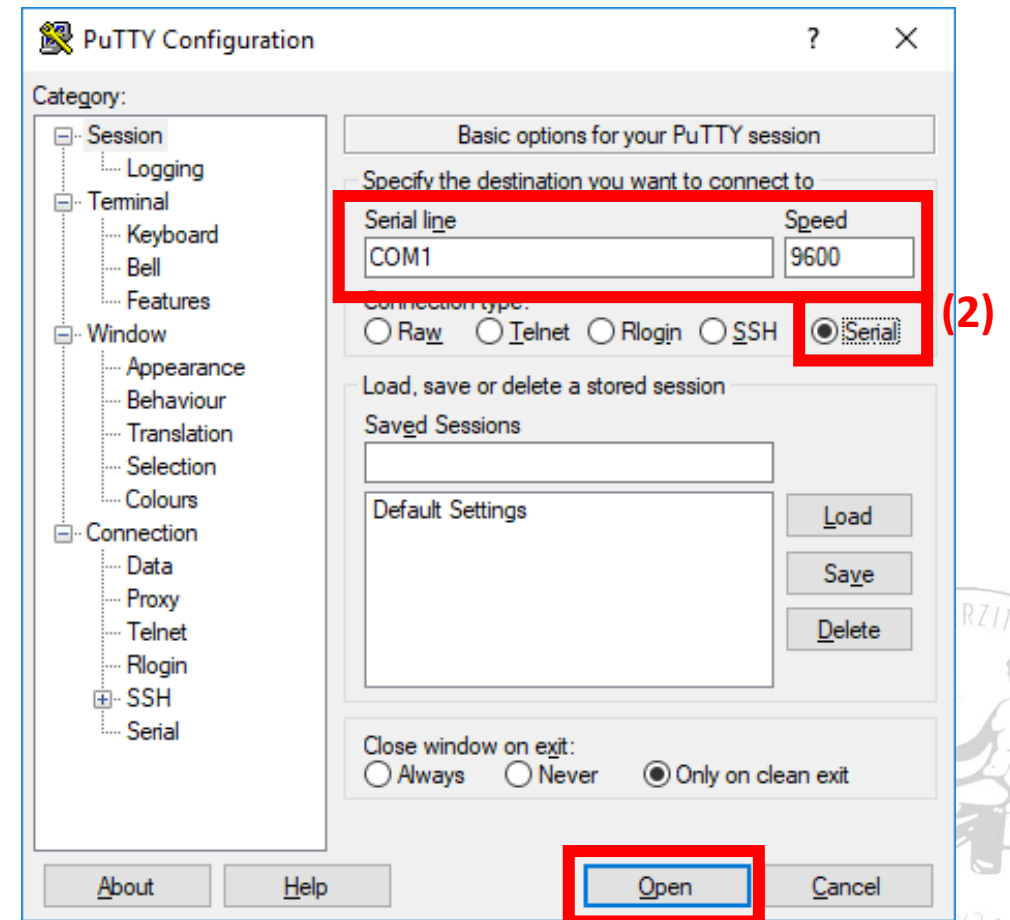 PuTTY Configuration
?
Category:
Session
Logging
Terminal
Keyboard
Bell
Features
Window
Appearance
Behaviour
Translation
Selection
Colours
Connection
Data
Proxy
Telnet
Rlogin
SSH
Serial
Basic options for your PuTTY session
Specify the destination you want to connect to
Serial line Speed
COM1 9600
Connection type:
Raw Telnet Rlogin SSH Serial
(2)
Load, save or delete a stored session
Saved Sessions
Default Settings
Load
Save
Delete
Close window on exit:
Always Never Only on clean exit
About Help Open Cancel